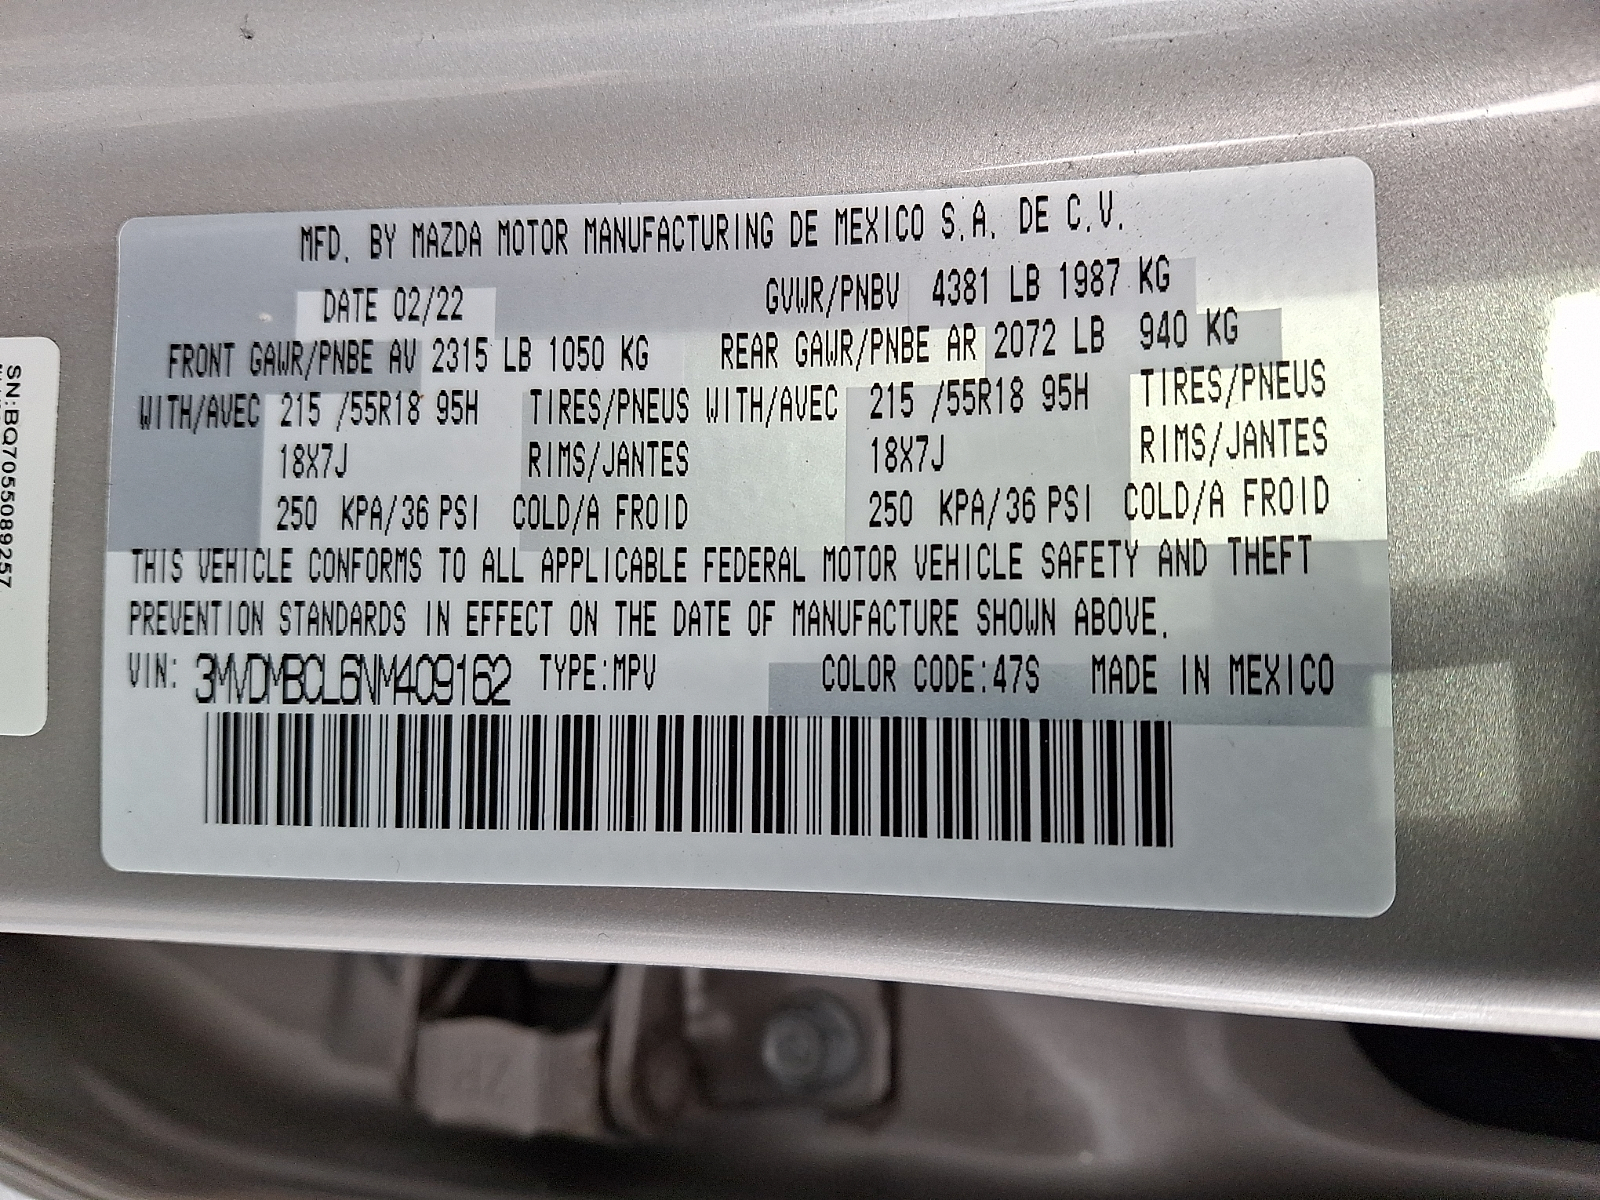 MFD. BY MAZDA MOTOR MANUFACTURING DE MEXICO S.A. DE C.V.
DATE 02/22 GVWR/PNBV 4381 LB 1987 KG
FRONT GAWR/PNBE AV 2315 LB 1050 KG REAR GAWR/PNBE AR 2072 LB 940 KG
WITH/AVEC 215 /55R18 95H TIRES/PNEUS WITH/AVEC 215 /55R18 95H TIRES/PNEUS
18X7J RIMS/JANTES 18X7J RIMS/JANTES
250 KPA/36 PSI COLD/A FROID 250 KPA/36 PSI COLD/A FROID
THIS VEHICLE CONFORMS TO ALL APPLICABLE FEDERAL MOTOR VEHICLE SAFETY AND THEFT
PREVENTION STANDARDS IN EFFECT ON THE DATE OF MANUFACTURE SHOWN ABOVE.
VIN: 3MVDMBCL6NM409162 TYPE:MPV COLOR CODE:47S MADE IN MEXICO
SN:BQ7055089257